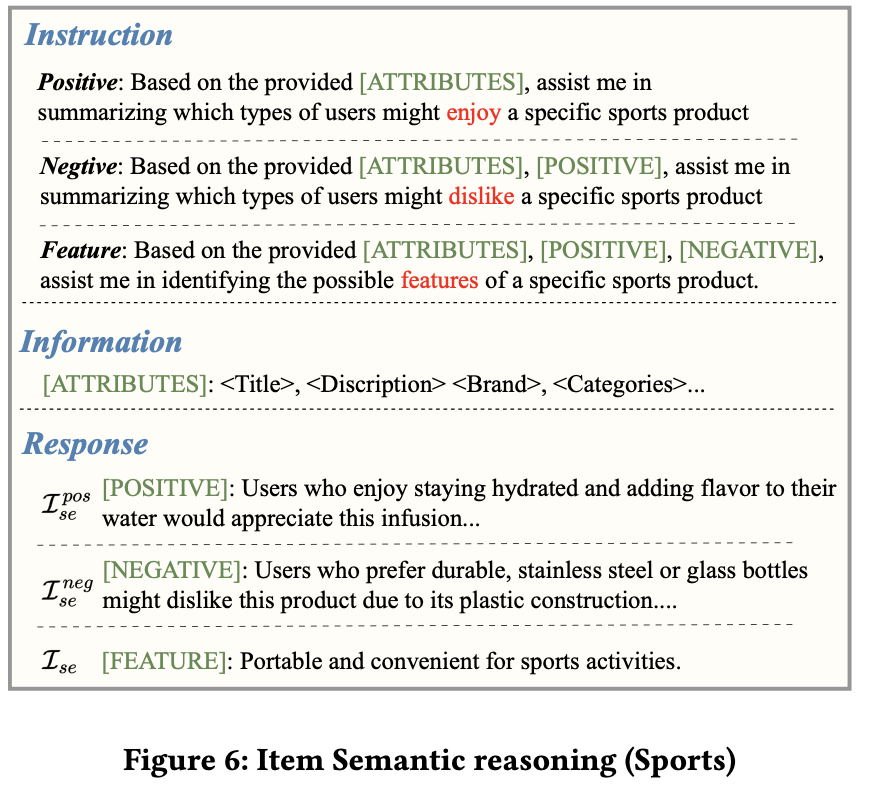 Instruction
Positive: Based on the provided [ATTRIBUTES], assist me in
summarizing which types of users might enjoy a specific sports product
Negtive: Based on the provided [ATTRIBUTES], [POSITIVE], assist me in
summarizing which types of users might dislike a specific sports product
Feature: Based on the provided [ATTRIBUTES], [POSITIVE], [NEGATIVE],
assist me in identifying the possible features of a specific sports product.
Information
[ATTRIBUTES]: <Title>, <Discription> <Brand>, <Categories>...
Response
I_se^pos [POSITIVE]: Users who enjoy staying hydrated and adding flavor to their
water would appreciate this infusion...
I_se^neg [NEGATIVE]: Users who prefer durable, stainless steel or glass bottles
might dislike this product due to its plastic construction....
I_se [FEATURE]: Portable and convenient for sports activities.
Figure 6: Item Semantic reasoning (Sports)